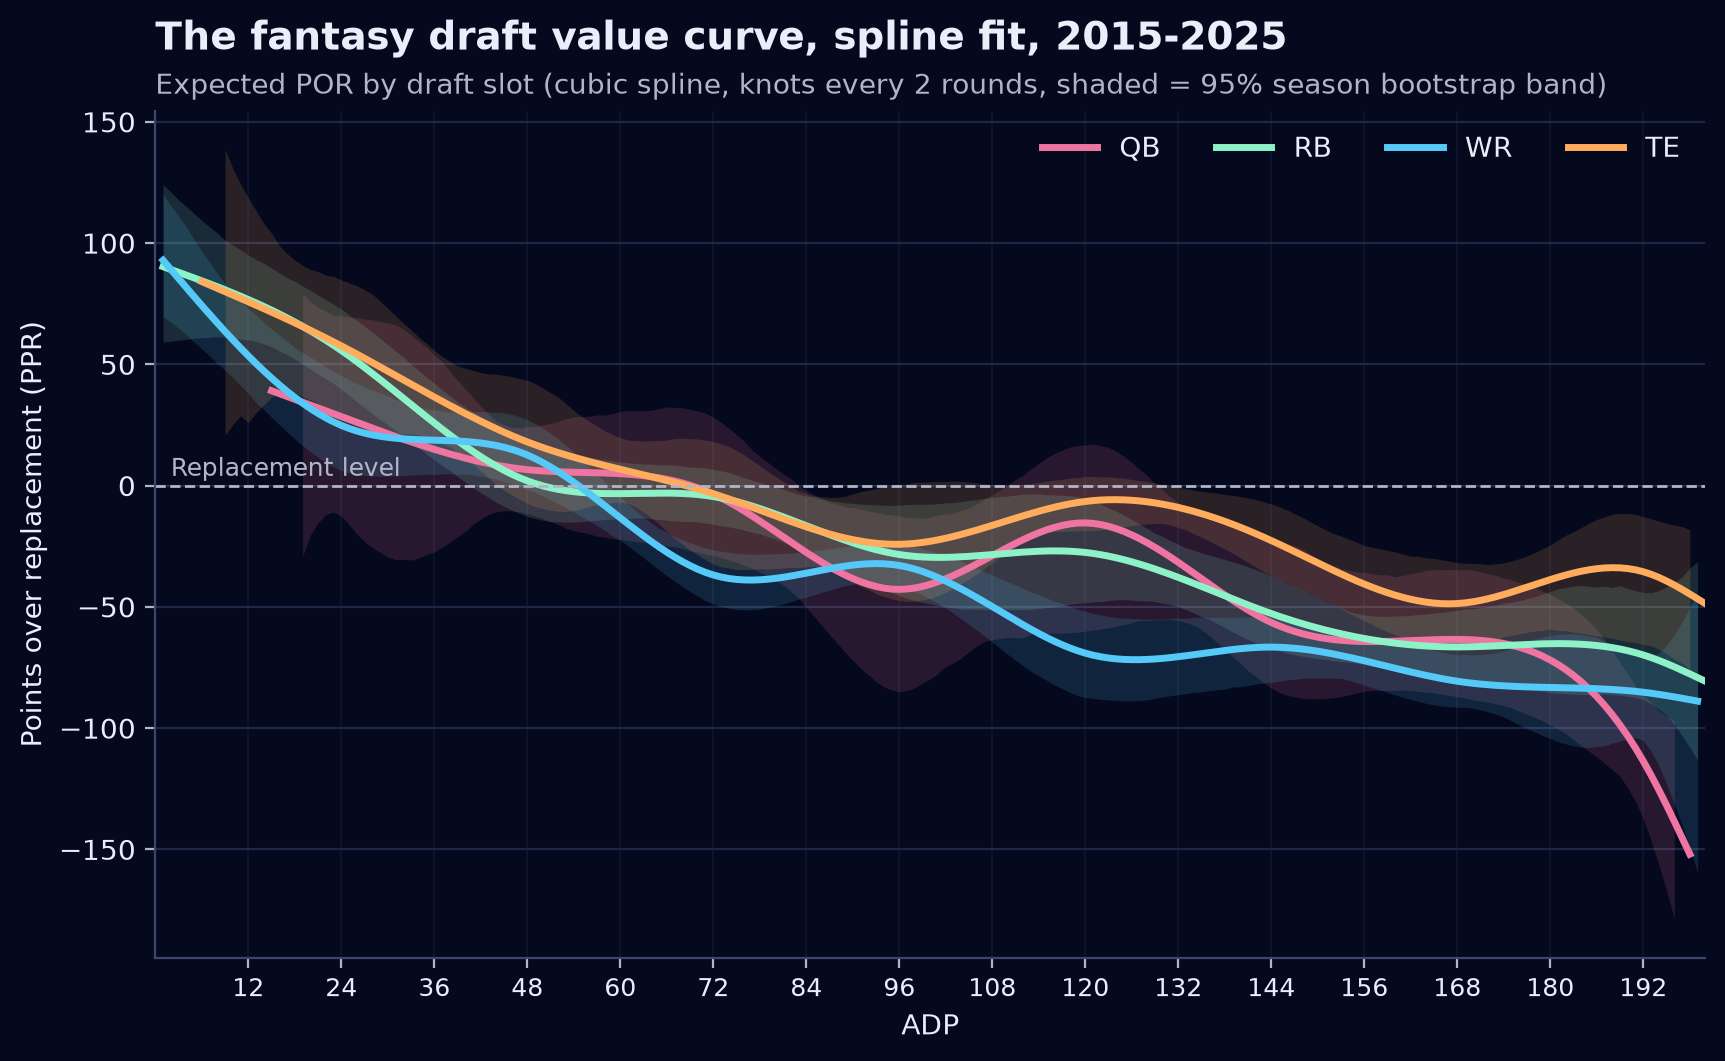 The fantasy draft value curve, spline fit, 2015-2025
Expected POR by draft slot (cubic spline, knots every 2 rounds, shaded = 95% season bootstrap band)
QB RB WR TE
Points over replacement (PPR)
150
100
50
0
−50
−100
−150
Replacement level
12 24 36 48 60 72 84 96 108 120 132 144 156 168 180 192
ADP